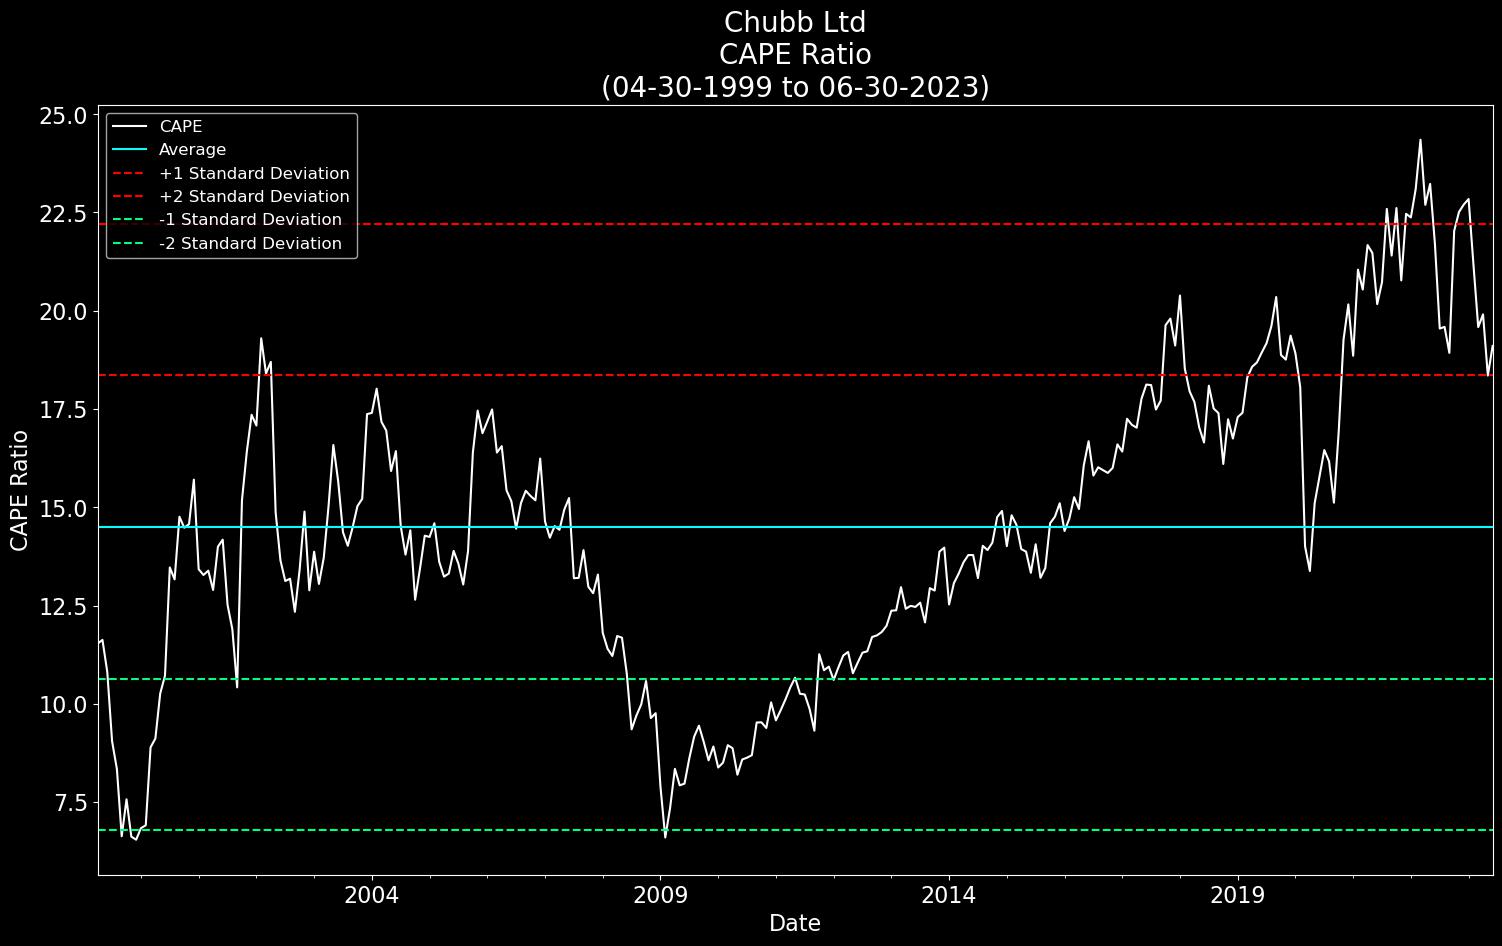 Chubb Ltd
CAPE Ratio
(04-30-1999 to 06-30-2023)
25.0
22.5
20.0
17.5
15.0
12.5
10.0
7.5
CAPE Ratio
CAPE
Average
+1 Standard Deviation
+2 Standard Deviation
-1 Standard Deviation
-2 Standard Deviation
2004
2009
2014
2019
Date